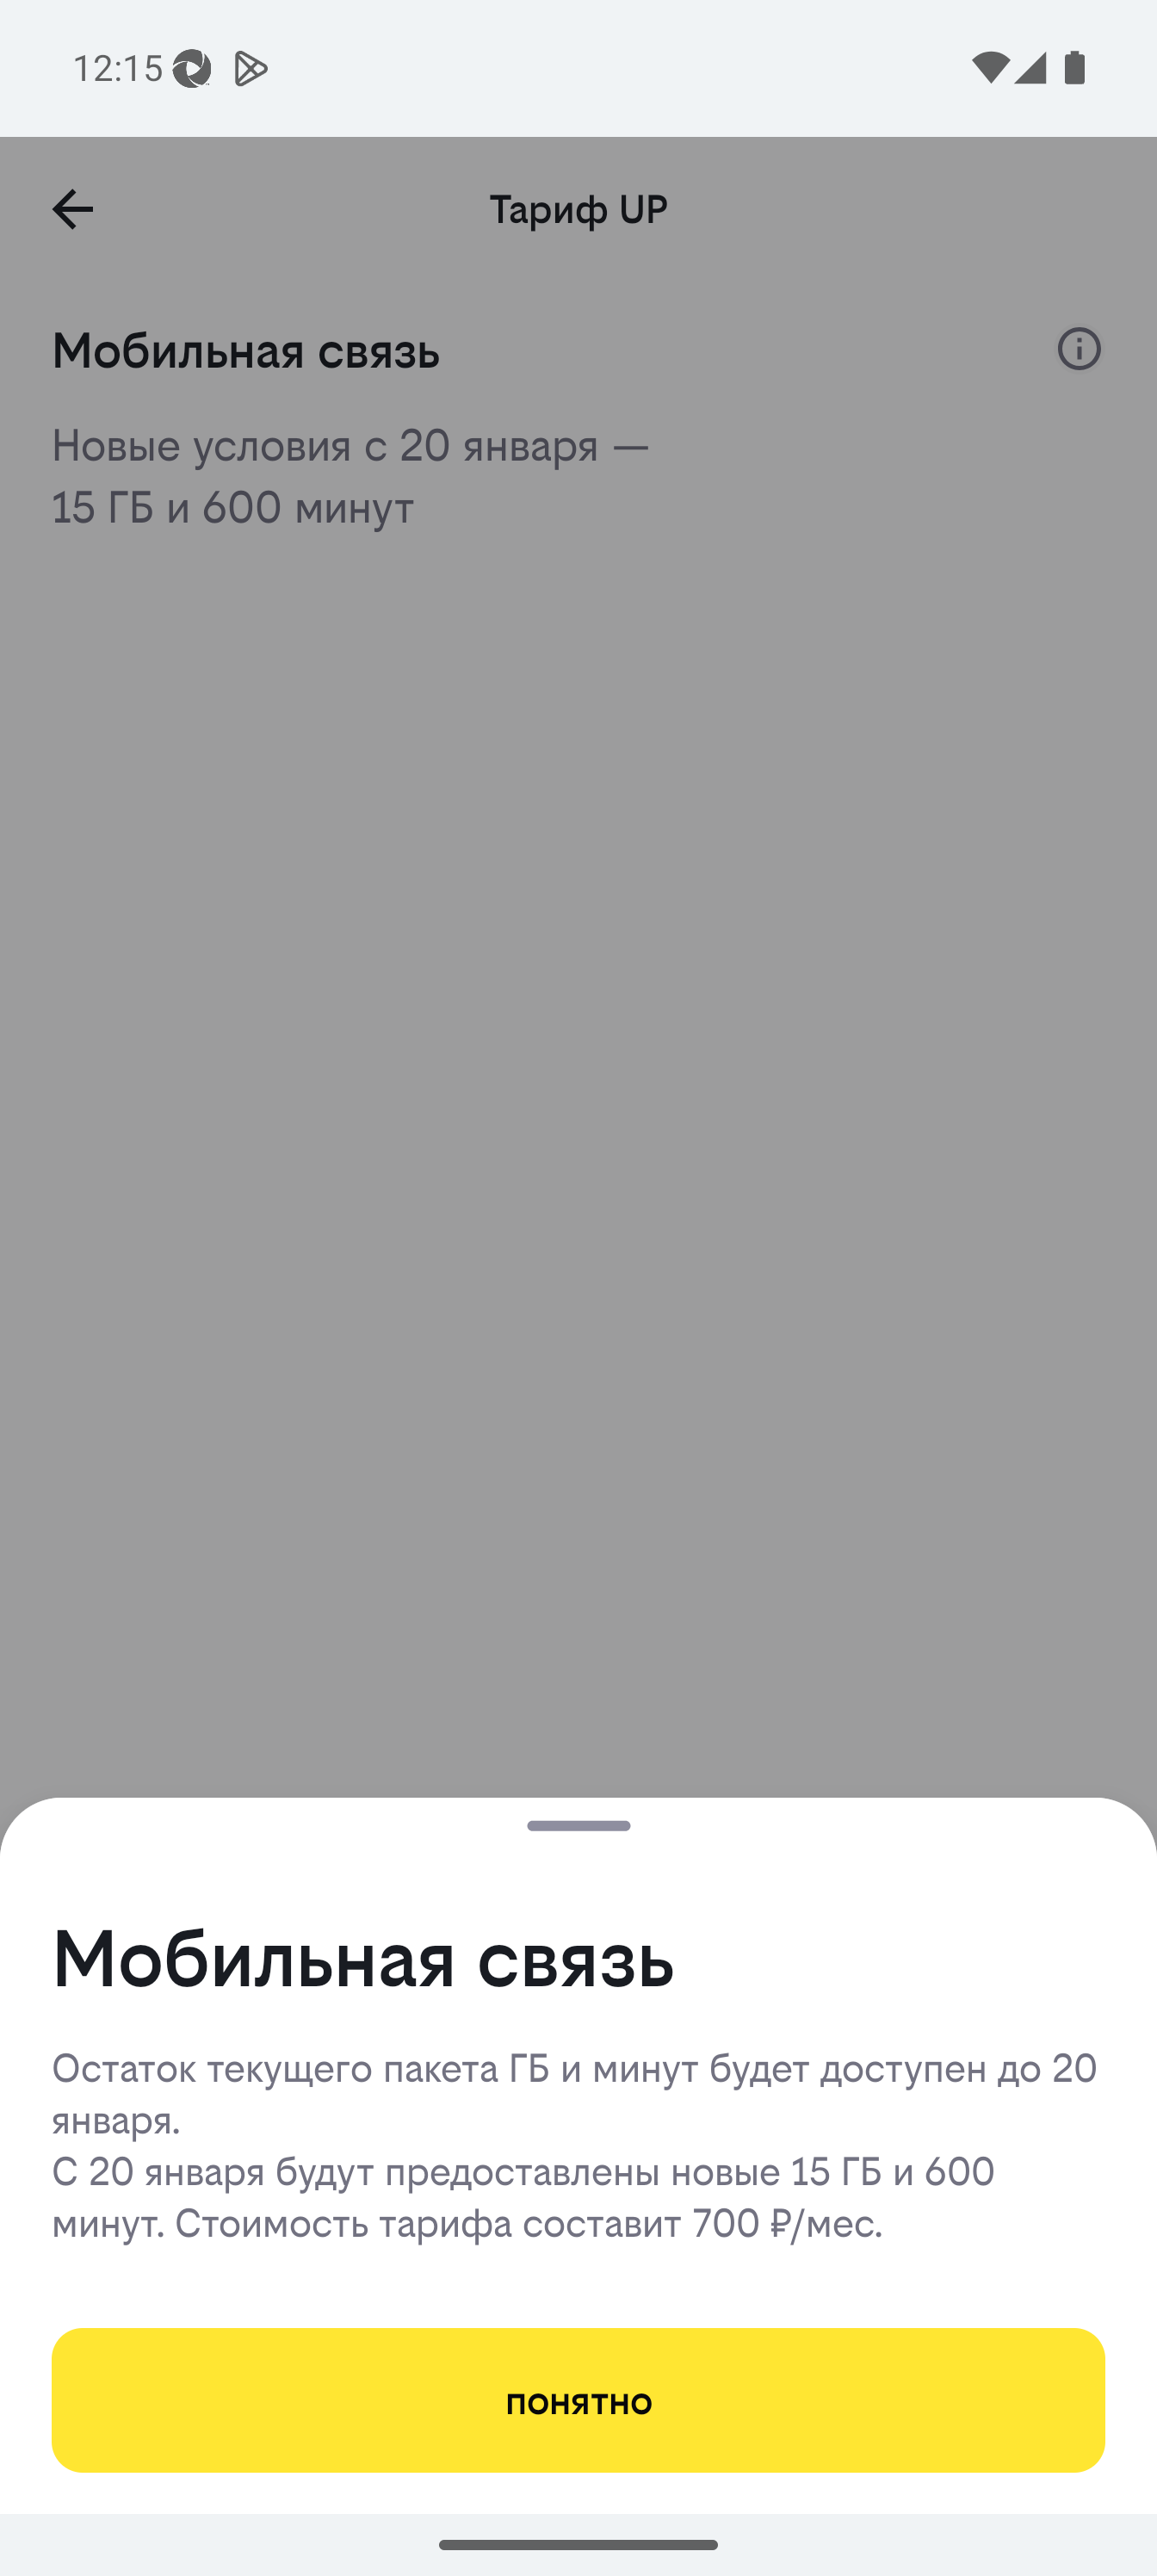 12:15
Тариф UP
Мобильная связь
Новые условия с 20 января —
15 ГБ и 600 минут
Мобильная связь
Остаток текущего пакета ГБ и минут будет доступен до 20
января.
С 20 января будут предоставлены новые 15 ГБ и 600
минут. Стоимость тарифа составит 700 ₽/мес.
понятно